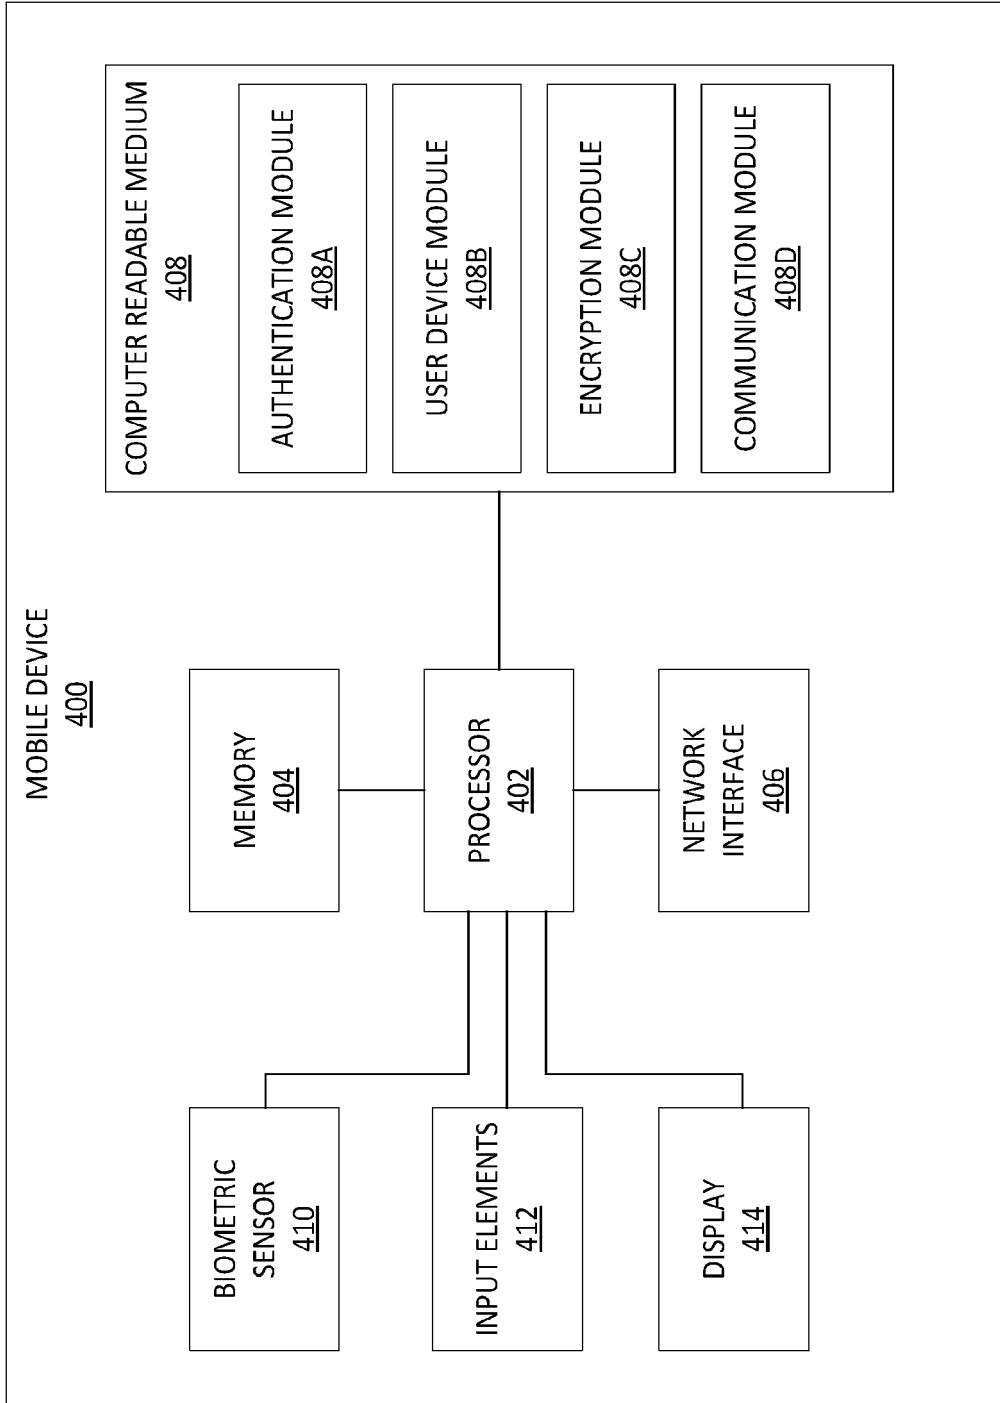 MOBILE DEVICE
400
BIOMETRIC
SENSOR
410
INPUT ELEMENTS
412
DISPLAY
414
MEMORY
404
PROCESSOR
402
NETWORK
INTERFACE
406
COMPUTER READABLE MEDIUM
408
AUTHENTICATION MODULE
408A
USER DEVICE MODULE
408B
ENCRYPTION MODULE
408C
COMMUNICATION MODULE
408D